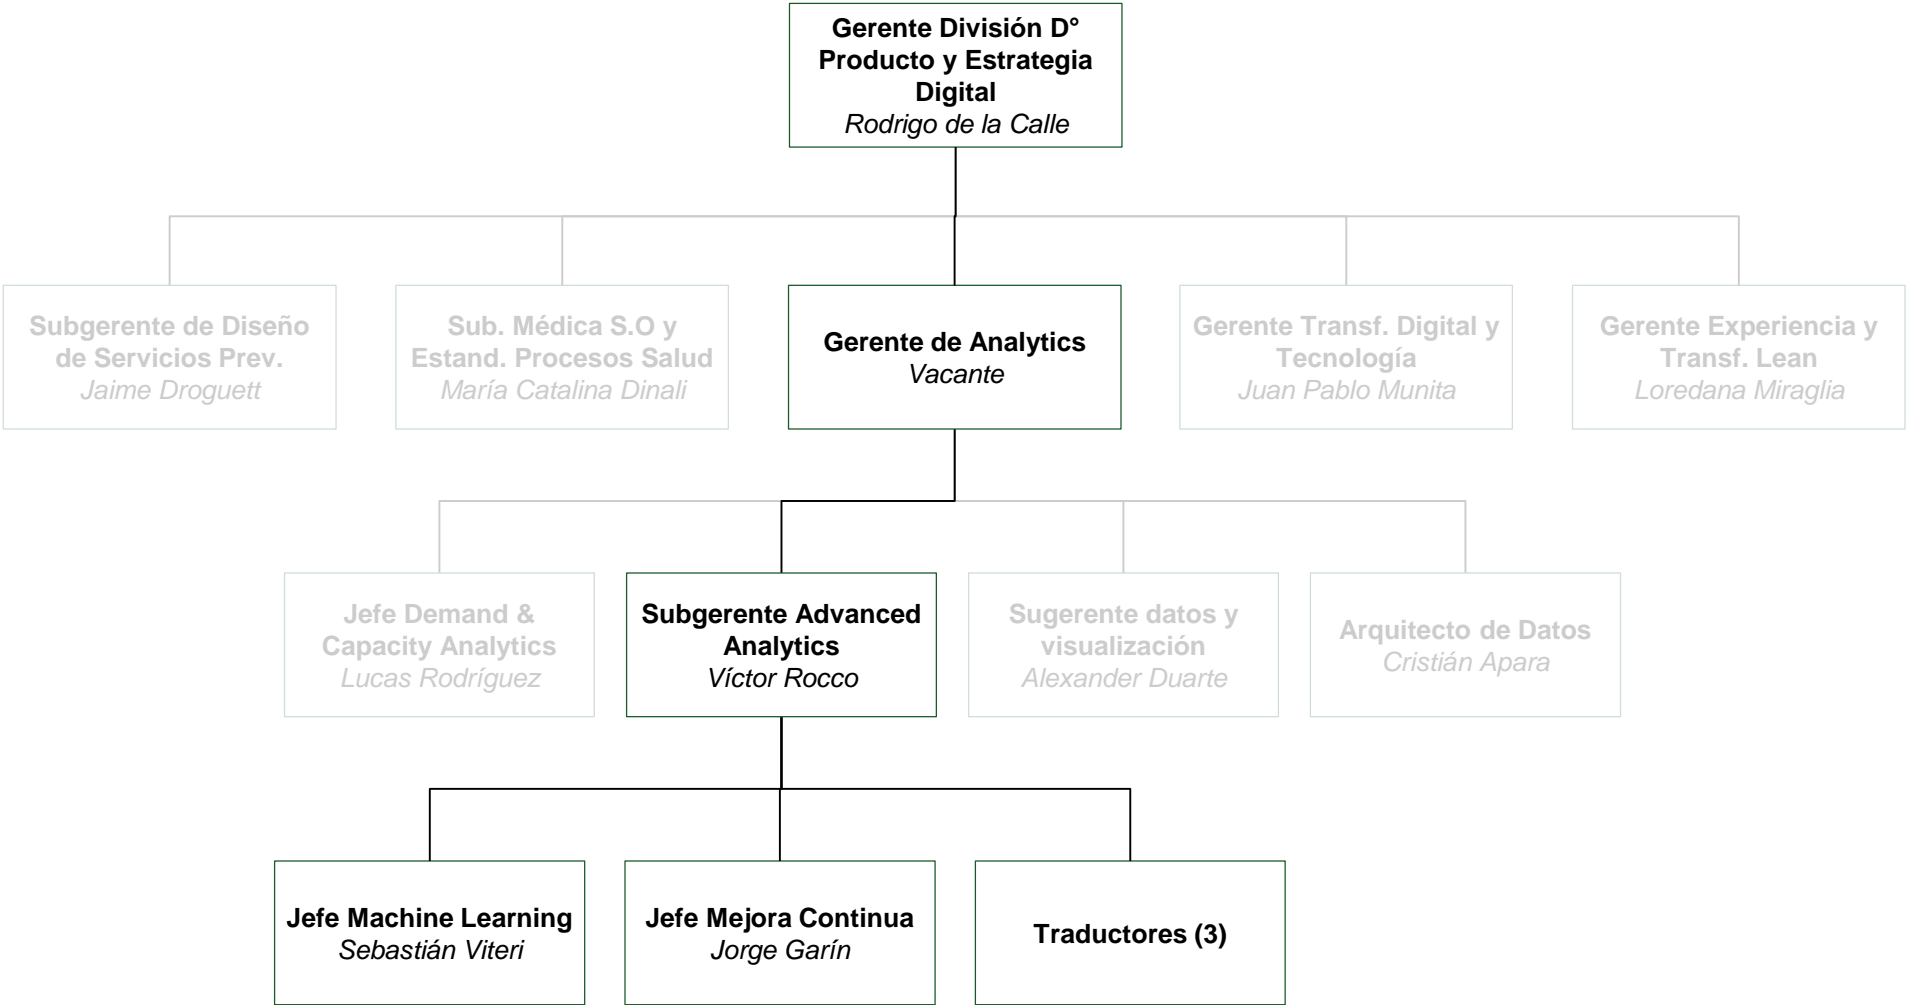 Gerente División D°
Producto y Estrategia
Digital
Rodrigo de la Calle
Subgerente de Diseño
de Servicios Prev.
Jaime Droguett
Sub. Médica S.O y
Estand. Procesos Salud
María Catalina Dinali
Gerente de Analytics
Vacante
Gerente Transf. Digital y
Tecnología
Juan Pablo Munita
Gerente Experiencia y
Transf. Lean
Loredana Miraglia
Jefe Demand &
Capacity Analytics
Lucas Rodríguez
Subgerente Advanced
Analytics
Víctor Rocco
Sugerente datos y
visualización
Alexander Duarte
Arquitecto de Datos
Cristián Apara
Jefe Machine Learning
Sebastián Viteri
Jefe Mejora Continua
Jorge Garín
Traductores (3)